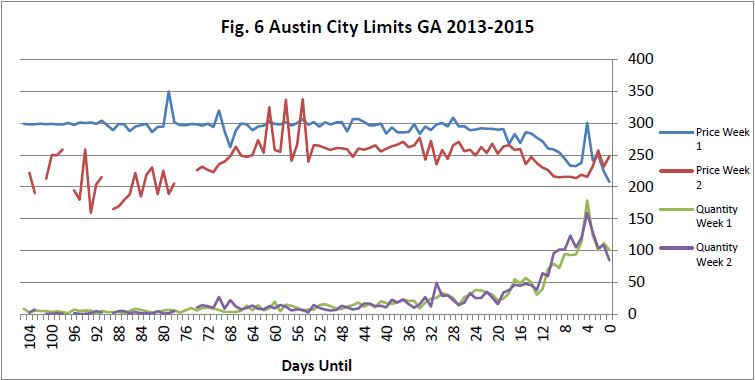 Fig. 6 Austin City Limits GA 2013-2015
400
350
300
250
200
150
100
50
0
104 100 96 92 88 84 80 76 72 68 64 60 56 52 48 44 40 36 32 28 24 20 16 12 8 4 0
Days Until
Price Week
1
Price Week
2
Quantity
Week 1
Quantity
Week 2